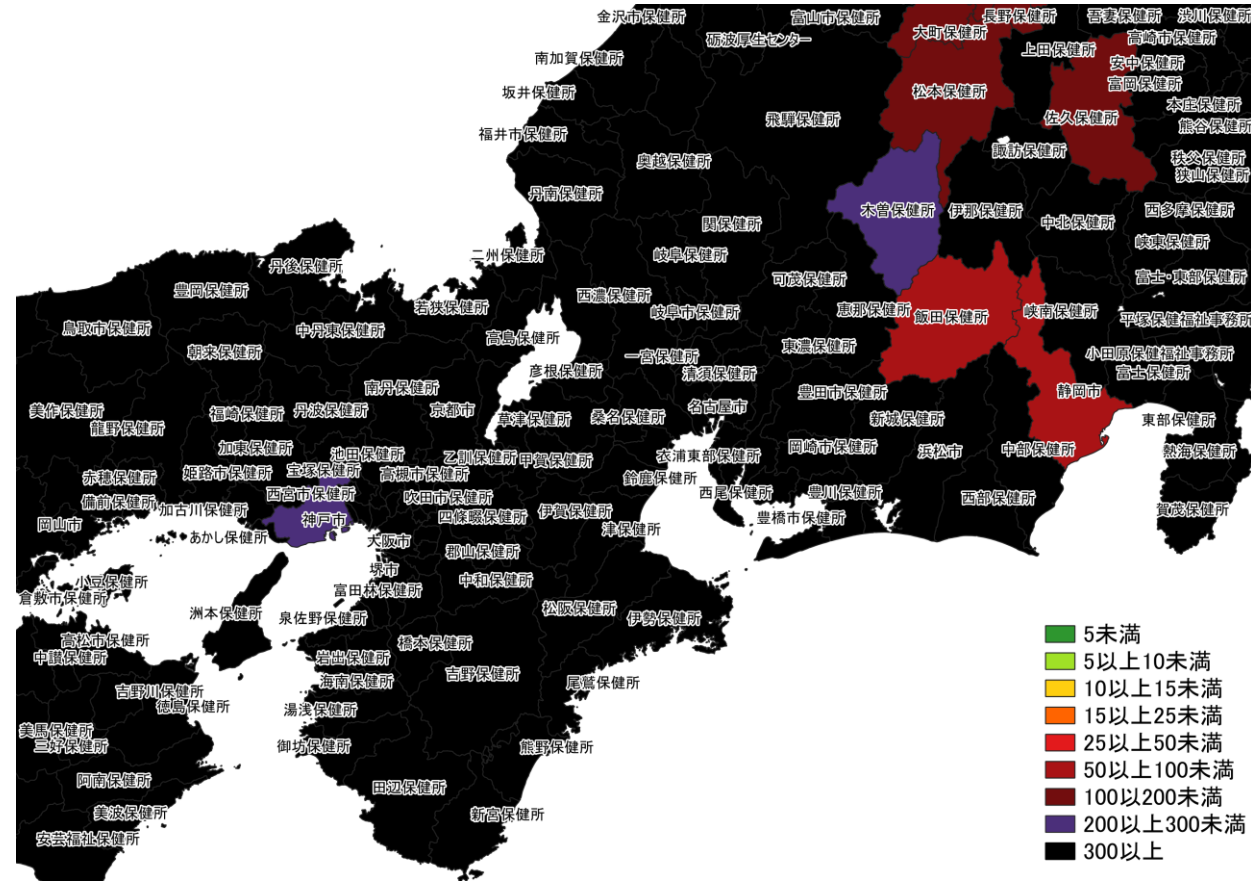 金沢市保健所
富山市保健所
長野保健所
吾妻保健所
渋川保健所
砺波厚生センター
大町保健所
高崎市保健所
南加賀保健所
上田保健所
安中保健所
富岡保健所
坂井保健所
松本保健所
本庄保健所
飛騨保健所
佐久保健所
熊谷保健所
福井市保健所
諏訪保健所
秩父保健所
奥越保健所
狭山保健所
丹南保健所
木曽保健所
伊那保健所
西多摩保健所
関保健所
中北保健所
峡東保健所
二州保健所
岐阜保健所
丹後保健所
可茂保健所
富士・東部保健所
豊岡保健所
西濃保健所
若狭保健所
恵那保健所
岐阜市保健所
飯田保健所
峡南保健所
平塚保健福祉事務所
鳥取市保健所
中丹東保健所
高島保健所
東濃保健所
朝来保健所
一宮保健所
小田原保健福祉事務所
彦根保健所
清須保健所
富士保健所
南丹保健所
豊田市保健所
静岡市
美作保健所
福崎保健所
丹波保健所
京都市
名古屋市
草津保健所
桑名保健所
新城保健所
東部保健所
龍野保健所
加東保健所
池田保健所
乙訓保健所
甲賀保健所
衣浦東部保健所
岡崎市保健所
浜松市
中部保健所
熱海保健所
赤穂保健所
姫路市保健所
宝塚保健所
高槻市保健所
鈴鹿保健所
備前保健所
西宮市保健所
吹田市保健所
西尾保健所
豊川保健所
西部保健所
加古川保健所
伊賀保健所
賀茂保健所
岡山市
神戸市
四條畷保健所
豊橋市保健所
あかし保健所
大阪市
津保健所
郡山保健所
堺市
小豆保健所
中和保健所
富田林保健所
倉敷市保健所
洲本保健所
泉佐野保健所
松阪保健所
伊勢保健所
高松市保健所
橋本保健所
中讃保健所
岩出保健所
吉野保健所
海南保健所
尾鷲保健所
吉野川保健所
徳島保健所
湯浅保健所
美馬保健所
三好保健所
御坊保健所
熊野保健所
阿南保健所
田辺保健所
美波保健所
新宮保健所
安芸福祉保健所
5未満
5以上10未満
10以上15未満
15以上25未満
25以上50未満
50以上100未満
100以200未満
200以上300未満
300以上